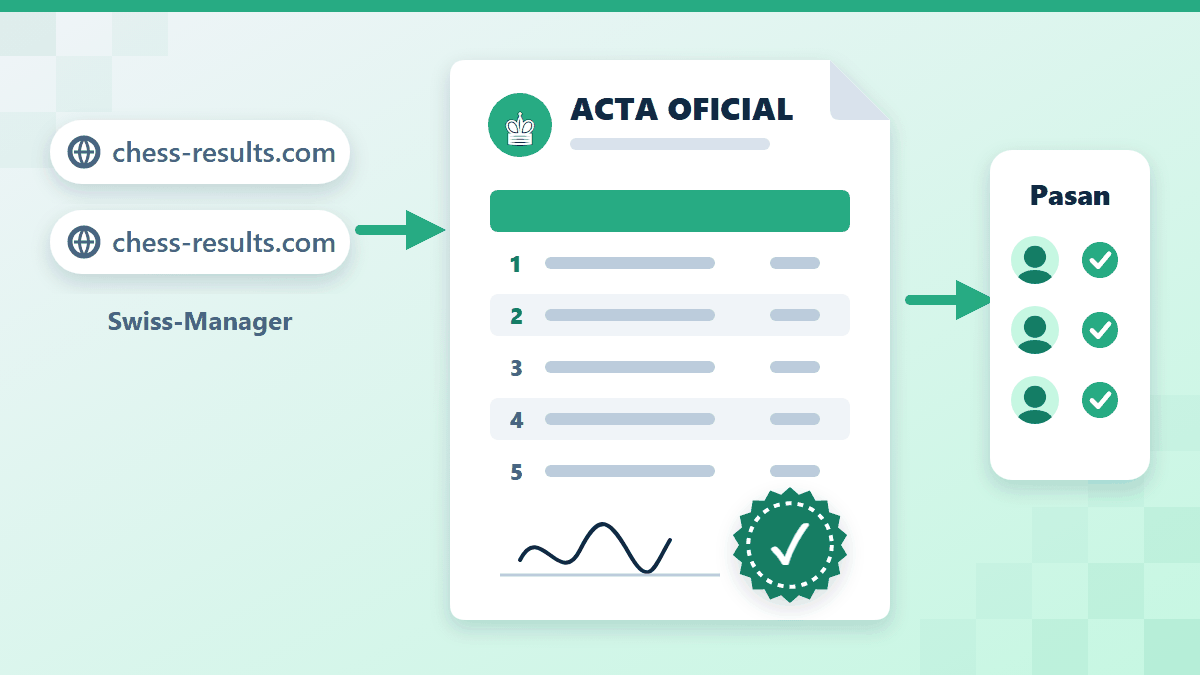 chess-results.com
chess-results.com
Swiss-Manager
ACTA OFICIAL
1
2
3
4
5
Pasan